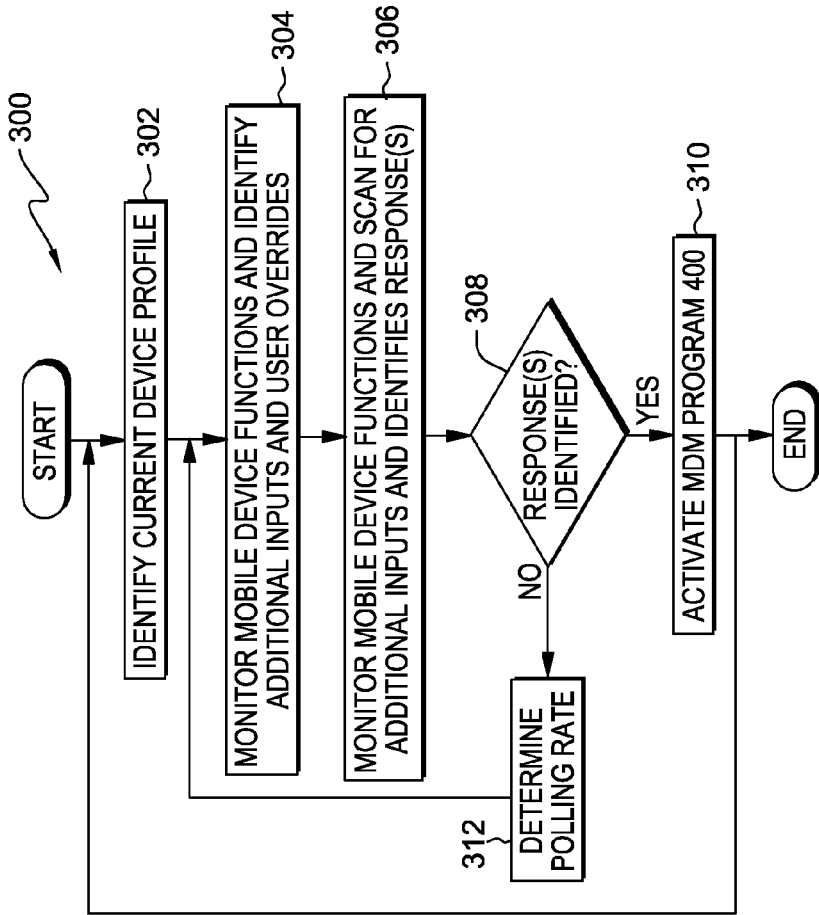 300
START
IDENTIFY CURRENT DEVICE PROFILE
302
MONITOR MOBILE DEVICE FUNCTIONS AND IDENTIFY
ADDITIONAL INPUTS AND USER OVERRIDES
304
MONITOR MOBILE DEVICE FUNCTIONS AND SCAN FOR
ADDITIONAL INPUTS AND IDENTIFIES RESPONSE(S)
306
308
RESPONSE(S)
IDENTIFIED?
NO
YES
312
DETERMINE
POLLING RATE
ACTIVATE MDM PROGRAM 400
310
END